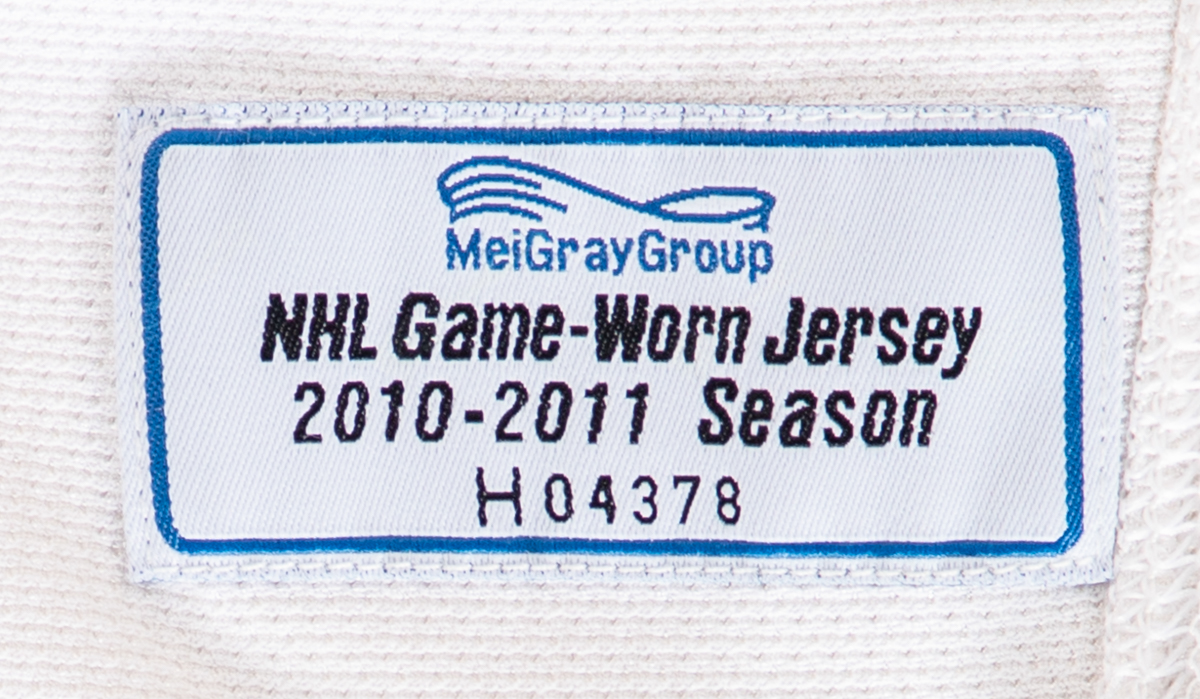 MeiGrayGroup
NHL Game-Worn Jersey
2010-2011 Season
H04378